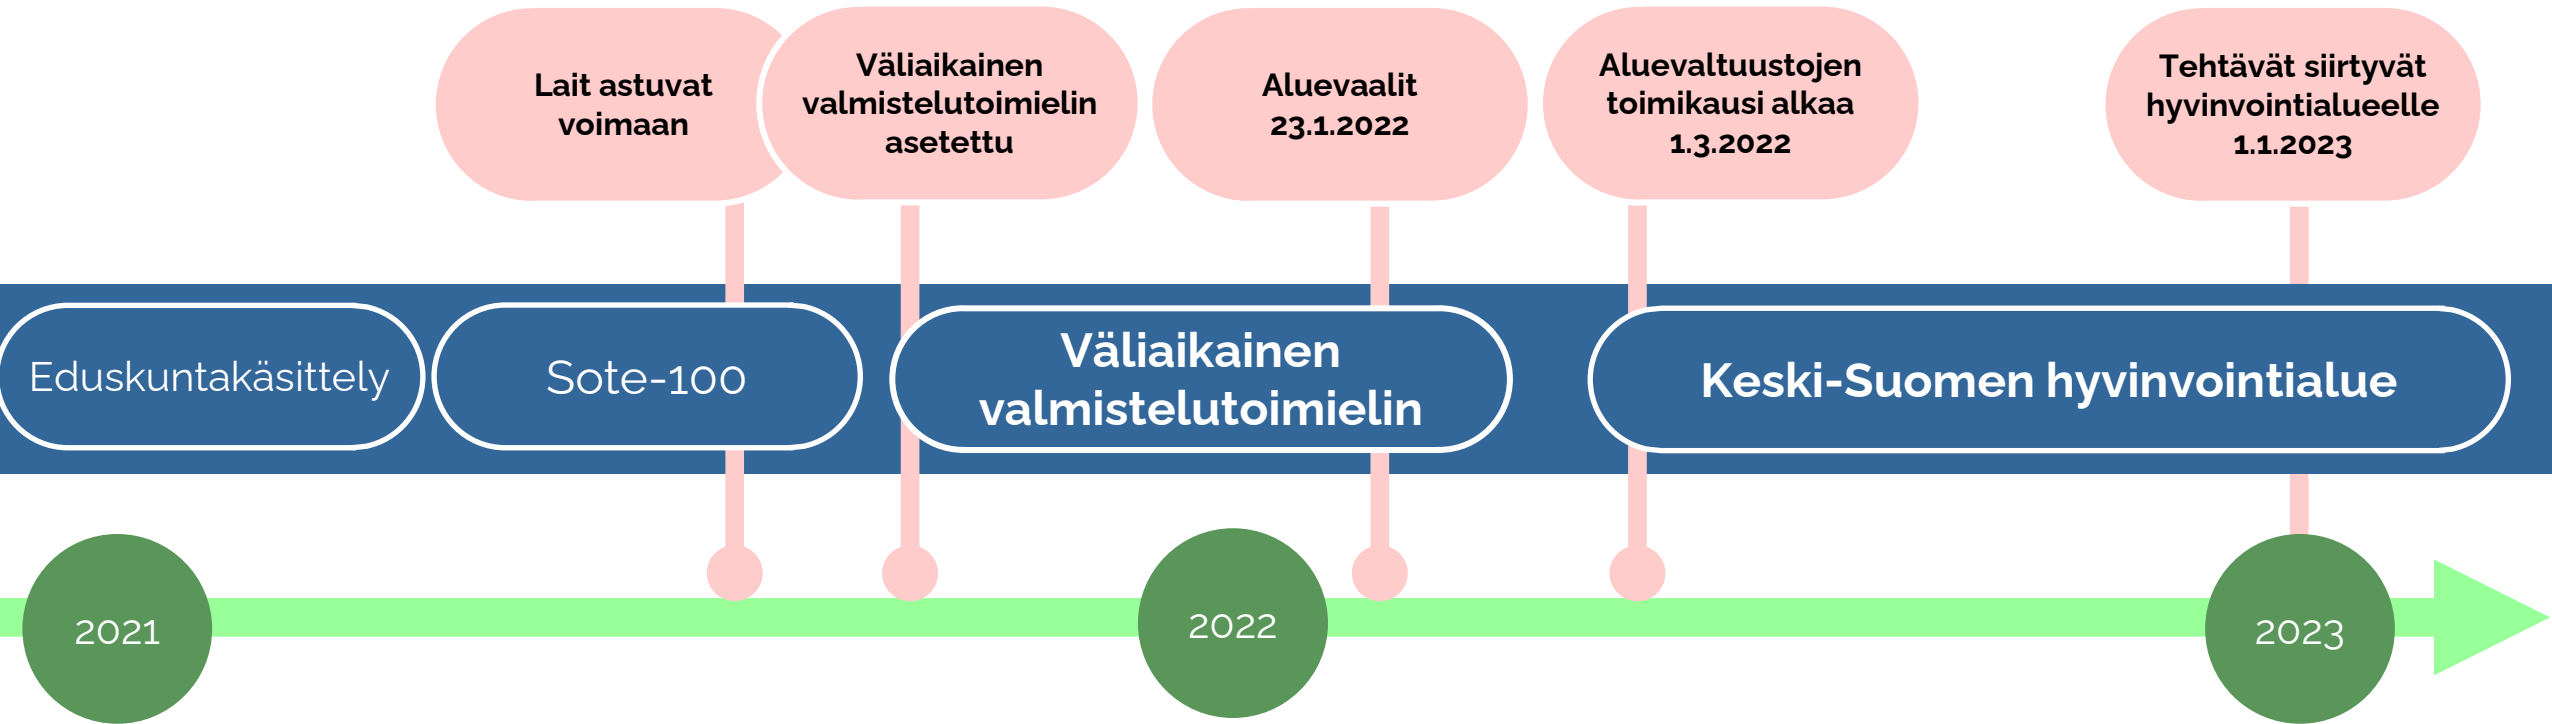 Lait astuvat
voimaan
Väliaikainen
valmistelutoimielin
asetettu
Aluevaalit
23.1.2022
Aluevaltuustojen
toimikausi alkaa
1.3.2022
Tehtävät siirtyvät
hyvinvointialueelle
1.1.2023
Eduskuntakäsittely
Sote-100
Väliaikainen
valmistelutoimielin
Keski-Suomen hyvinvointialue
2021
2022
2023